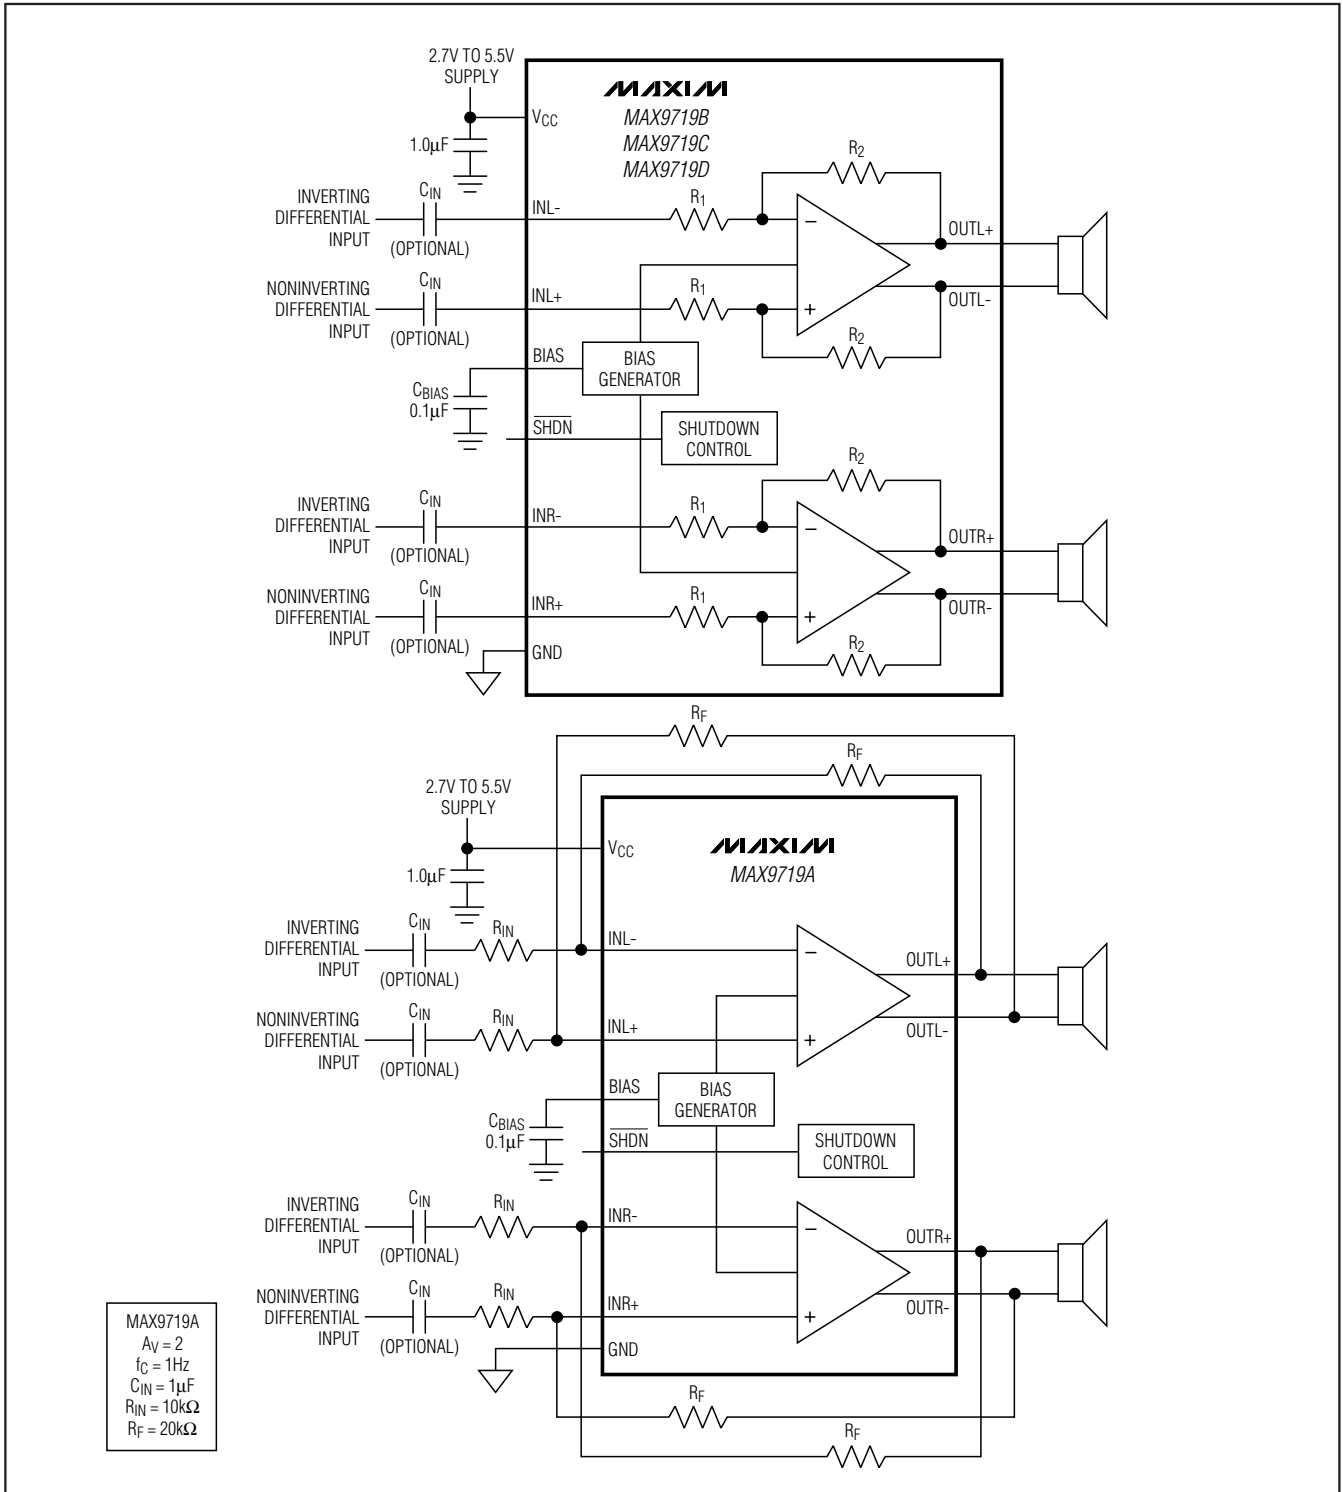 2.7V TO 5.5V
SUPPLY
MAXIM
MAX9719B
MAX9719C
MAX9719D
VCC
1.0µF
R2
INVERTING
DIFFERENTIAL
INPUT
CIN
(OPTIONAL)
INL-
R1
−
OUTL+
NONINVERTING
DIFFERENTIAL
INPUT
CIN
(OPTIONAL)
INL+
R1
+
OUTL-
R2
BIAS
BIAS
GENERATOR
CBIAS
0.1µF
SHDN
SHUTDOWN
CONTROL
R2
INVERTING
DIFFERENTIAL
INPUT
CIN
(OPTIONAL)
INR-
R1
−
OUTR+
NONINVERTING
DIFFERENTIAL
INPUT
CIN
(OPTIONAL)
INR+
R1
+
OUTR-
R2
GND
RF
RF
2.7V TO 5.5V
SUPPLY
MAXIM
MAX9719A
VCC
1.0µF
INVERTING
DIFFERENTIAL
INPUT
CIN
(OPTIONAL)
RIN
INL-
−
OUTL+
NONINVERTING
DIFFERENTIAL
INPUT
CIN
(OPTIONAL)
RIN
INL+
+
OUTL-
BIAS
BIAS
GENERATOR
CBIAS
0.1µF
SHDN
SHUTDOWN
CONTROL
INVERTING
DIFFERENTIAL
INPUT
CIN
(OPTIONAL)
RIN
INR-
−
OUTR+
NONINVERTING
DIFFERENTIAL
INPUT
CIN
(OPTIONAL)
RIN
INR+
+
OUTR-
GND
RF
RF
MAX9719A
AV = 2
fC = 1Hz
CIN = 1µF
RIN = 10kΩ
RF = 20kΩ